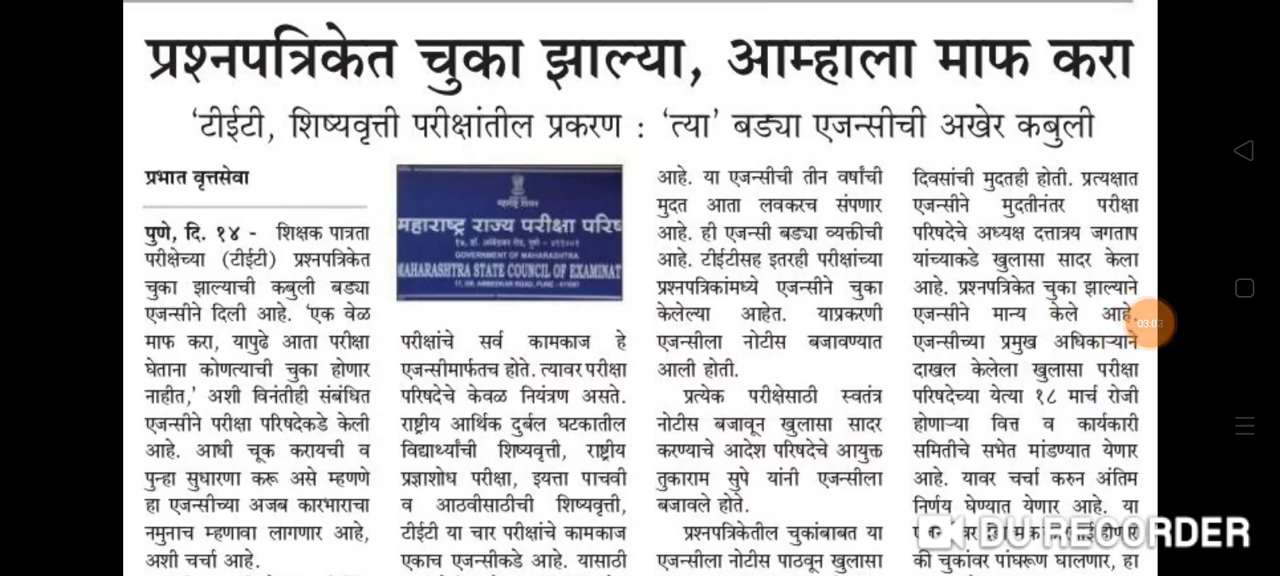 प्रश्नपत्रिकेत चुका झाल्या, आम्हाला माफ करा
'टीईटी, शिष्यवृत्ती परीक्षांतील प्रकरण : 'त्या' बड्या एजन्सीची अखेर कबुली
प्रभात वृत्तसेवा
पुणे, दि. १४ - शिक्षक पात्रता
परीक्षेच्या (टीईटी) प्रश्नपत्रिकेत
चुका झाल्याची कबुली बड्या
एजन्सीने दिली आहे. 'एक वेळ
माफ करा, यापुढे आता परीक्षा
घेताना कोणत्याची चुका होणार
नाहीत,' अशी विनंतीही संबंधित
एजन्सीने परीक्षा परिषदेकडे केली
आहे. आधी चूक करायची व
पुन्हा सुधारणा करू असे म्हणणे
हा एजन्सीच्या अजब कारभाराचा
नमुनाच म्हणावा लागणार आहे,
अशी चर्चा आहे.
महाराष्ट्र राज्य परीक्षा परिष
GOVERNMENT OF MAHARASHTRA
MAHARASHTRA STATE COUNCIL OF EXAMINAT
17, DR. AMBEDKAR ROAD, PUNE
परीक्षांचे सर्व कामकाज हे
एजन्सीमार्फतच होते. त्यावर परीक्षा
परिषदेचे केवळ नियंत्रण असते.
राष्ट्रीय आर्थिक दुर्बल घटकातील
विद्यार्थ्यांची शिष्यवृत्ती, राष्ट्रीय
प्रज्ञाशोध परीक्षा, इयत्ता पाचवी
व आठवीसाठीची शिष्यवृत्ती,
टीईटी या चार परीक्षांचे कामकाज
एकाच एजन्सीकडे आहे. यासाठी
आहे. या एजन्सीची तीन वर्षांची
मुदत आता लवकरच संपणार
आहे. ही एजन्सी बड्या व्यक्तीची
आहे. टीईटीसह इतरही परीक्षांच्या
प्रश्नपत्रिकांमध्ये एजन्सीने चुका
केलेल्या आहेत. याप्रकरणी
एजन्सीला नोटीस बजावण्यात
आली होती.
प्रत्येक परीक्षेसाठी स्वतंत्र
नोटीस बजावून खुलासा सादर
करण्याचे आदेश परिषदेचे आयुक्त
तुकाराम सुपे यांनी एजन्सीला
बजावले होते.
प्रश्नपत्रिकेतील चुकांबाबत या
एजन्सीला नोटीस पाठवून खुलासा
दिवसांची मुदतही होती. प्रत्यक्षात
एजन्सीने मुदतीनंतर परीक्षा
परिषदेचे अध्यक्ष दत्तात्रय जगताप
यांच्याकडे खुलासा सादर केला
आहे. प्रश्नपत्रिकेत चुका झाल्याने
एजन्सीने मान्य केले आहे.
एजन्सीच्या प्रमुख अधिकाऱ्याने
दाखल केलेला खुलासा परीक्षा
परिषदेच्या येत्या १८ मार्च रोजी
होणाऱ्या वित्त व कार्यकारी
समितीचे सभेत मांडण्यात येणार
आहे. यावर चर्चा करुन अंतिम
निर्णय घेण्यात येणार आहे. या
की चुकांवर पांघरूण घालणार, हा
03:03
DU RECORDER